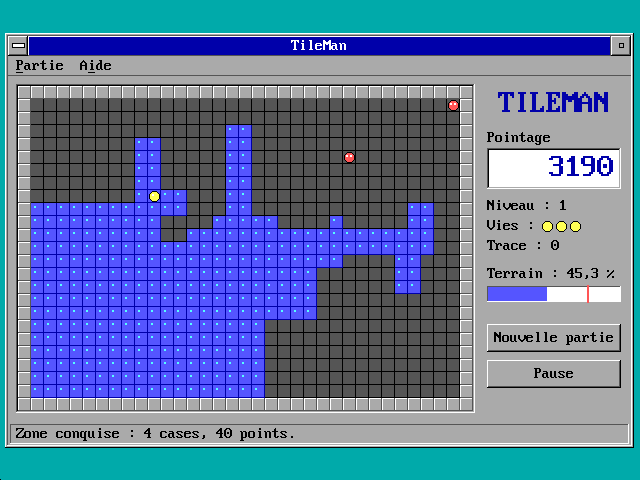 TileMan
Partie Aide
TILEMAN
Pointage
3190
Niveau : 1
Vies :
Trace : 0
Terrain : 45,3 %
Nouvelle partie
Pause
Zone conquise : 4 cases, 40 points.